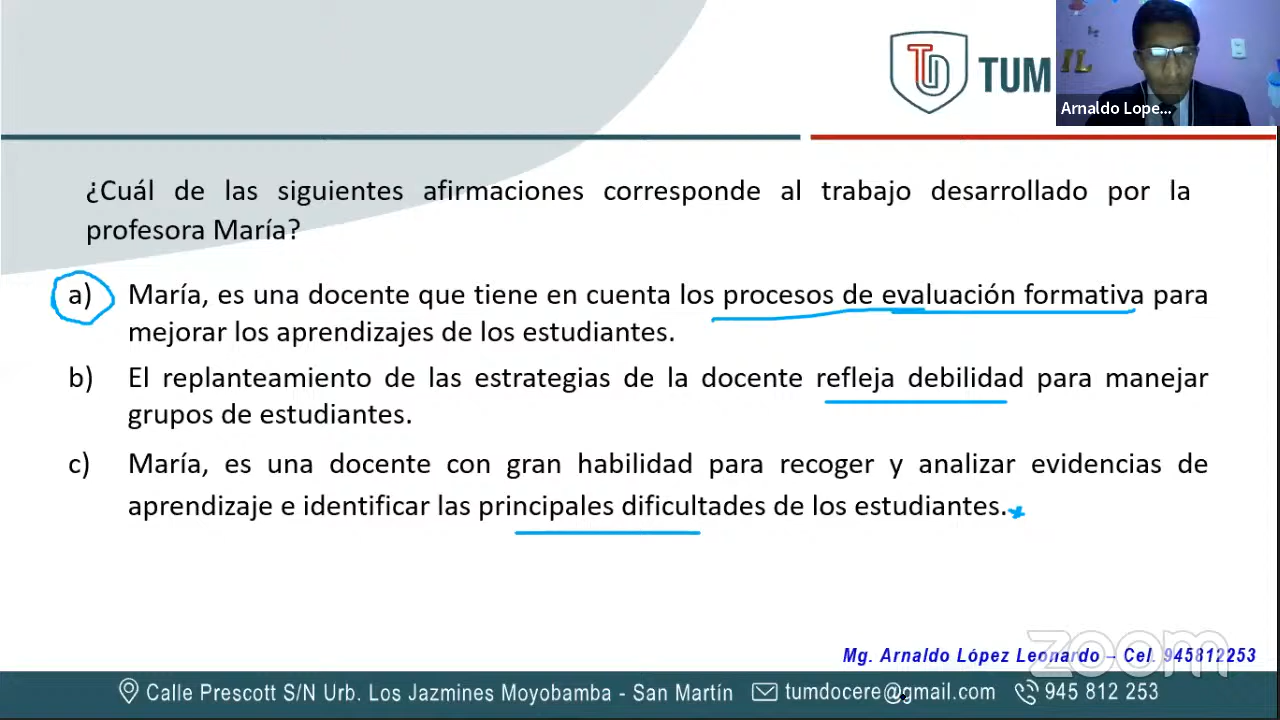 TUM
IL
Arnaldo Lope...
¿Cuál de las siguientes afirmaciones corresponde al trabajo desarrollado por la
profesora María?
a) María, es una docente que tiene en cuenta los procesos de evaluación formativa para
mejorar los aprendizajes de los estudiantes.
b) El replanteamiento de las estrategias de la docente refleja debilidad para manejar
grupos de estudiantes.
c) María, es una docente con gran habilidad para recoger y analizar evidencias de
aprendizaje e identificar las principales dificultades de los estudiantes.
zoom
Mg. Arnaldo López Leonardo – Cel. 945812253
Calle Prescott S/N Urb. Los Jazmines Moyobamba - San Martín tumdocere@gmail.com 945 812 253